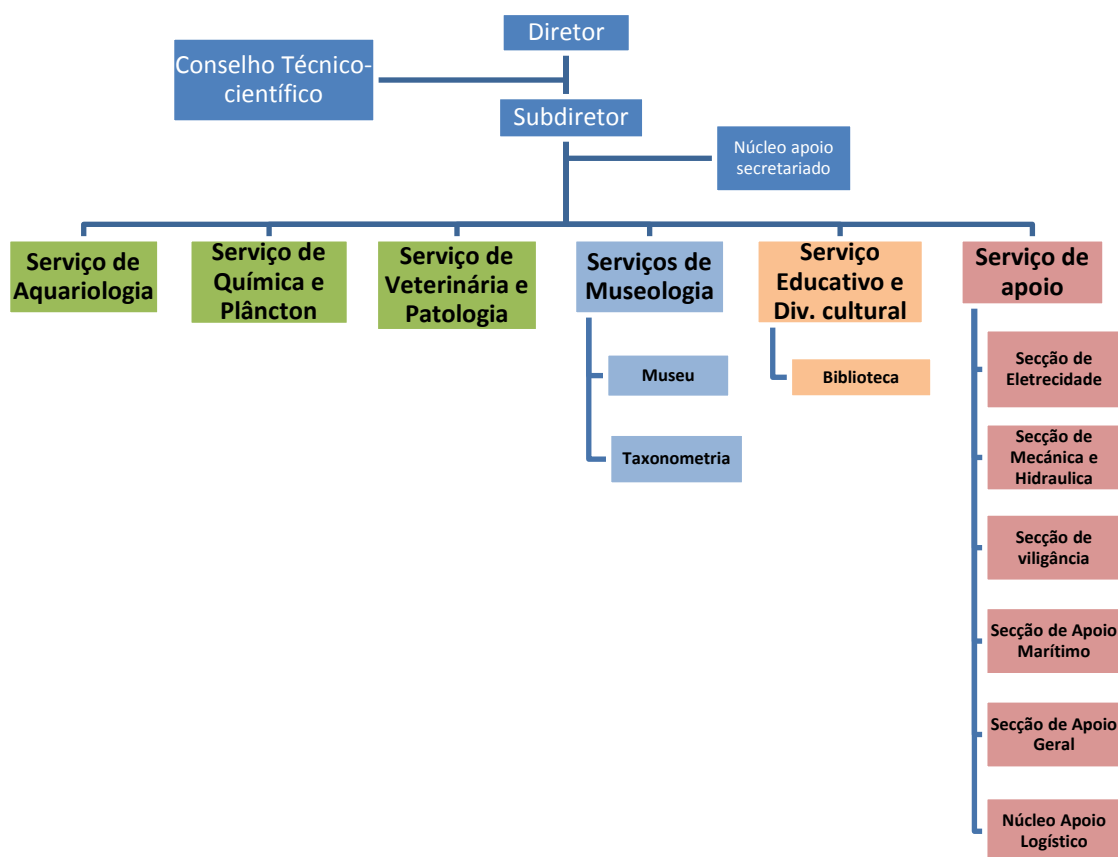 Diretor
Conselho Técnico-
científico
Subdiretor
Núcleo apoio
secretariado
Serviço de
Aquariologia
Serviço de
Química e
Plâncton
Serviço de
Veterinária e
Patologia
Serviços de
Museologia
Serviço
Educativo e
Div. cultural
Serviço de
apoio
Museu
Taxonometria
Biblioteca
Secção de
Eletrecidade
Secção de
Mecánica e
Hidraulica
Secção de
viligância
Secção de Apoio
Marítimo
Secção de Apoio
Geral
Núcleo Apoio
Logístico